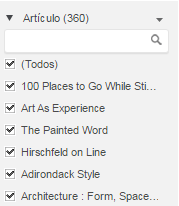 Artículo (360)
(Todos)
100 Places to Go While Sti...
Art As Experience
The Painted Word
Hirschfeld on Line
Adirondack Style
Architecture : Form, Space...